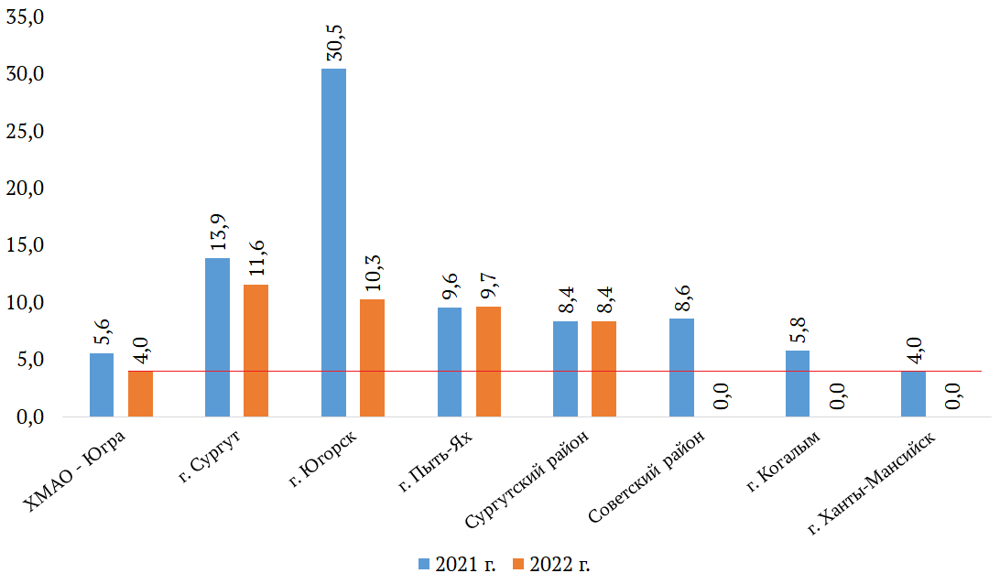 35,0
30,0
25,0
20,0
15,0
10,0
5,0
0,0
5,6
4,0
13,9
11,6
30,5
10,3
9,6
9,7
8,4
8,4
8,6
0,0
5,8
0,0
4,0
0,0
ХМАО - Югра
г. Сургут
г. Югорск
г. Пыть-Ях
Сургутский район
Советский район
г. Когалым
г. Ханты-Мансийск
2021 г.
2022 г.